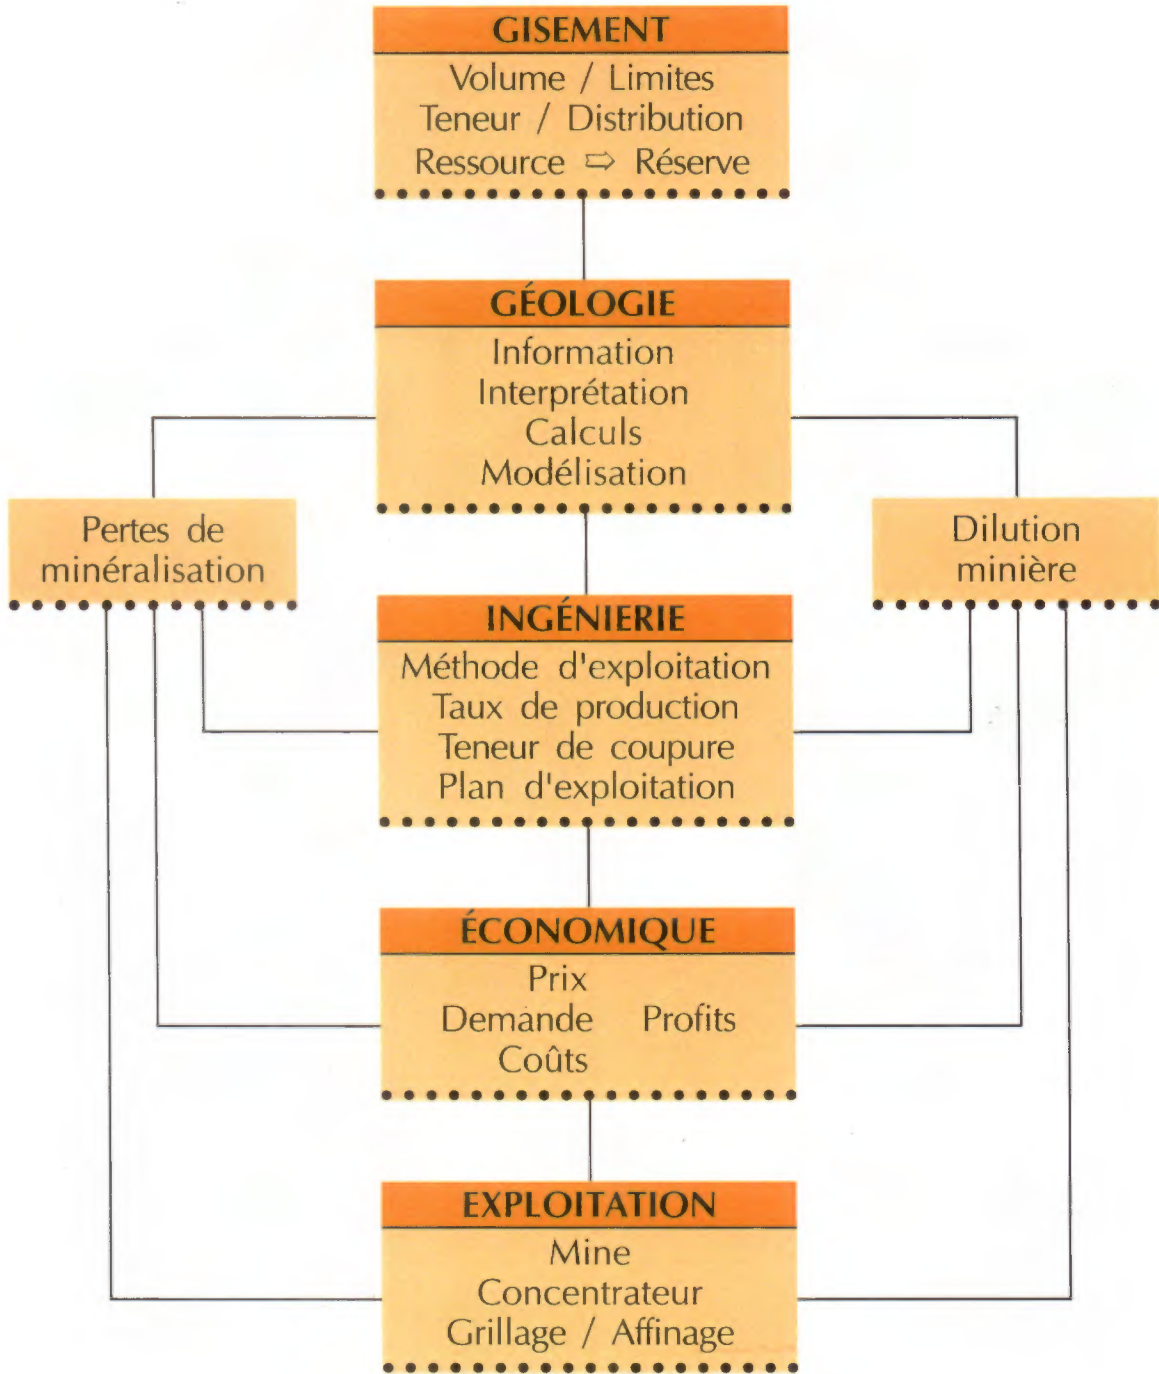 GISEMENT
Volume / Limites
Teneur / Distribution
Ressource ⇨ Réserve
GÉOLOGIE
Information
Interprétation
Calculs
Modélisation
Pertes de
minéralisation
Dilution
minière
INGÉNIERIE
Méthode d'exploitation
Taux de production
Teneur de coupure
Plan d'exploitation
ÉCONOMIQUE
Prix
Demande Profits
Coûts
EXPLOITATION
Mine
Concentrateur
Grillage / Affinage